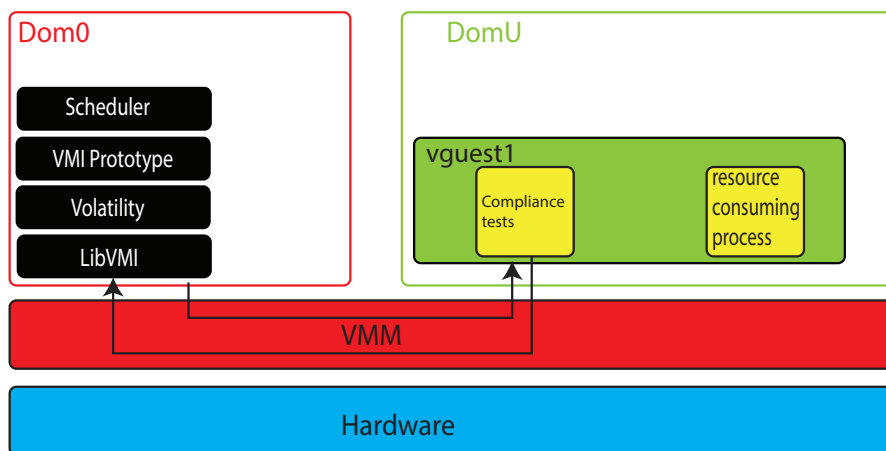 Dom0
Scheduler
VMI Prototype
Volatility
LibVMI
DomU
vguest1
Compliance
tests
resource
consuming
process
VMM
Hardware